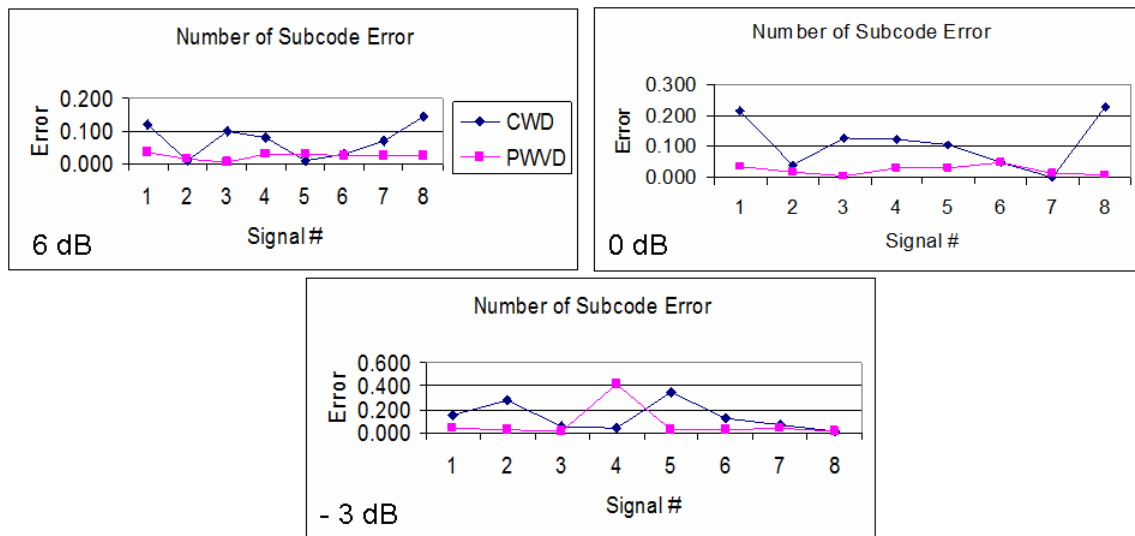 Number of Subcode Error
0.200
0.100
0.000
Error
1 2 3 4 5 6 7 8
Signal #
CWD
PWVD
6 dB
Number of Subcode Error
0.300
0.200
0.100
0.000
Error
1 2 3 4 5 6 7 8
Signal #
0 dB
Number of Subcode Error
0.600
0.400
0.200
0.000
Error
1 2 3 4 5 6 7 8
Signal #
- 3 dB